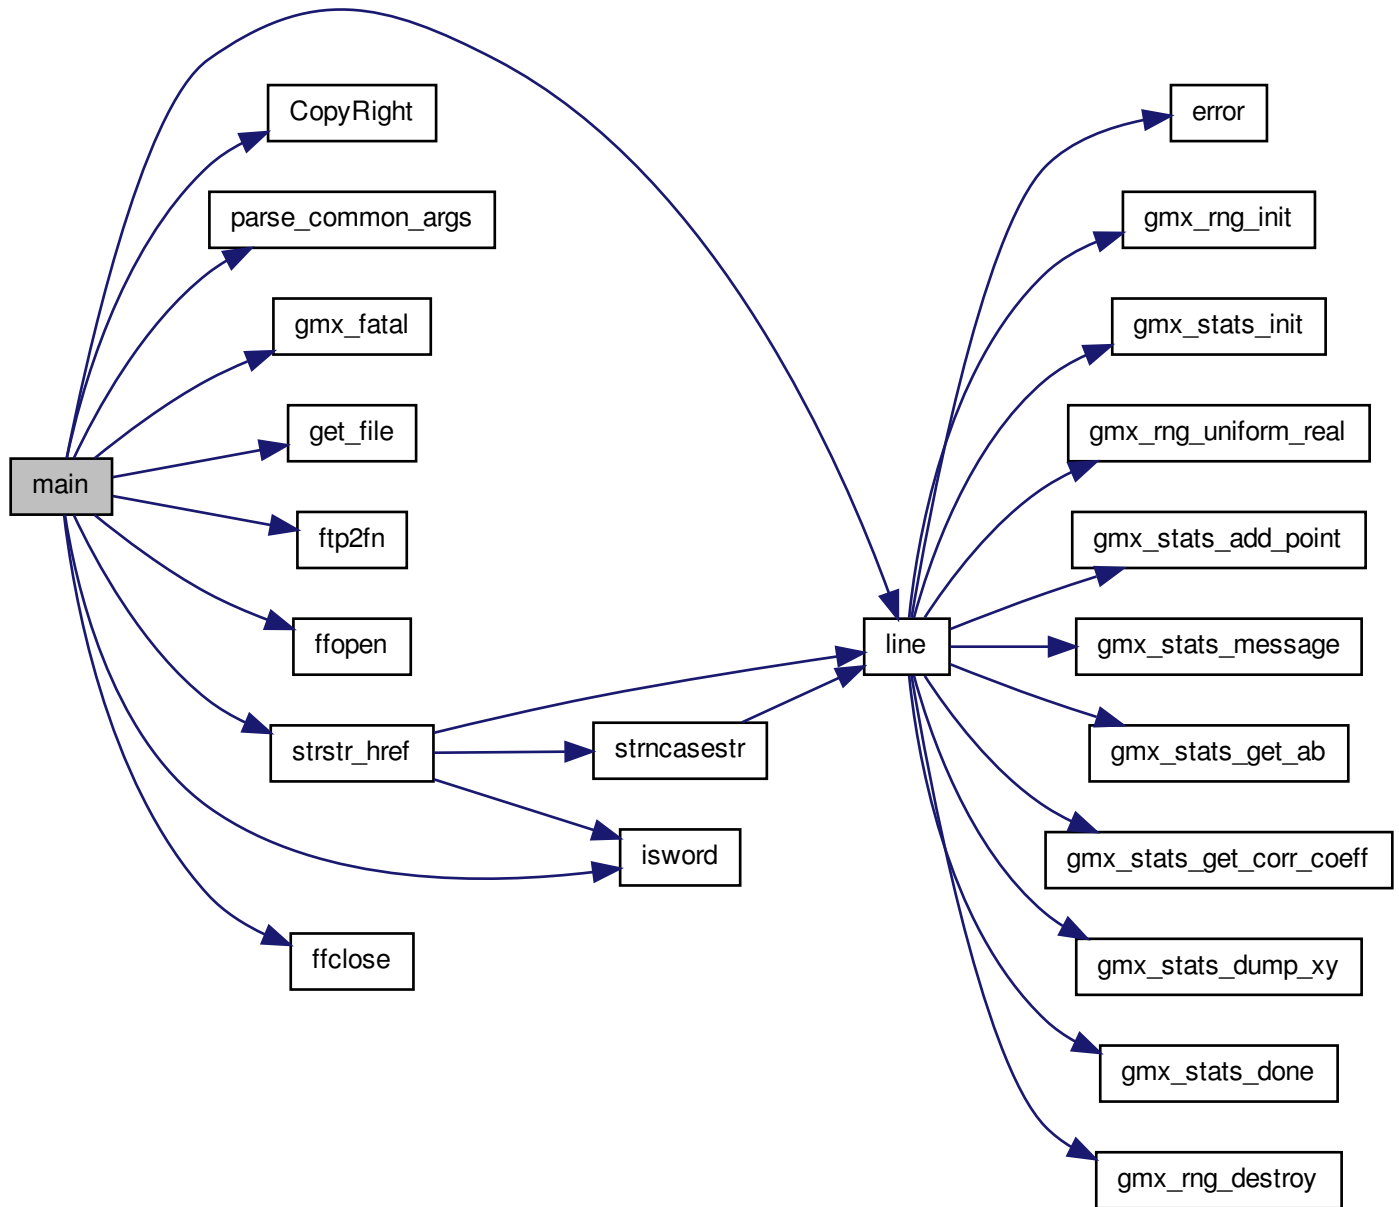 main
CopyRight
parse_common_args
gmx_fatal
get_file
ftp2fn
ffopen
strstr_href
ffclose
strncasestr
isword
line
error
gmx_rng_init
gmx_stats_init
gmx_rng_uniform_real
gmx_stats_add_point
gmx_stats_message
gmx_stats_get_ab
gmx_stats_get_corr_coeff
gmx_stats_dump_xy
gmx_stats_done
gmx_rng_destroy